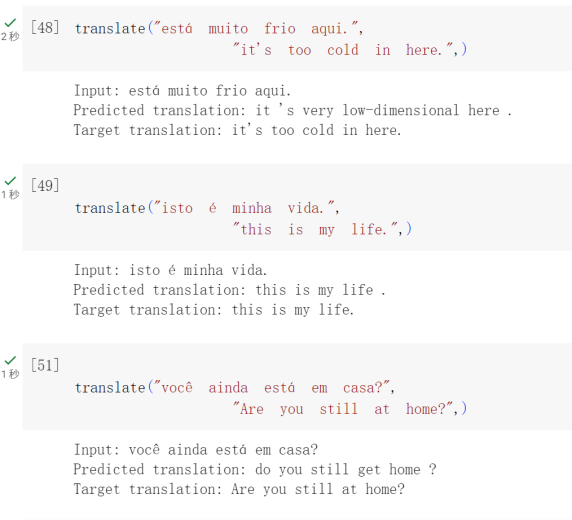 [48] translate("está muito frio aqui.",
"it's too cold in here.",)
2秒
Input: está muito frio aqui.
Predicted translation: it 's very low-dimensional here .
Target translation: it's too cold in here.
[49]
1秒
translate("isto é minha vida.",
"this is my life.",)
Input: isto é minha vida.
Predicted translation: this is my life .
Target translation: this is my life.
[51]
1秒
translate("você ainda está em casa?",
"Are you still at home?",)
Input: você ainda está em casa?
Predicted translation: do you still get home ?
Target translation: Are you still at home?